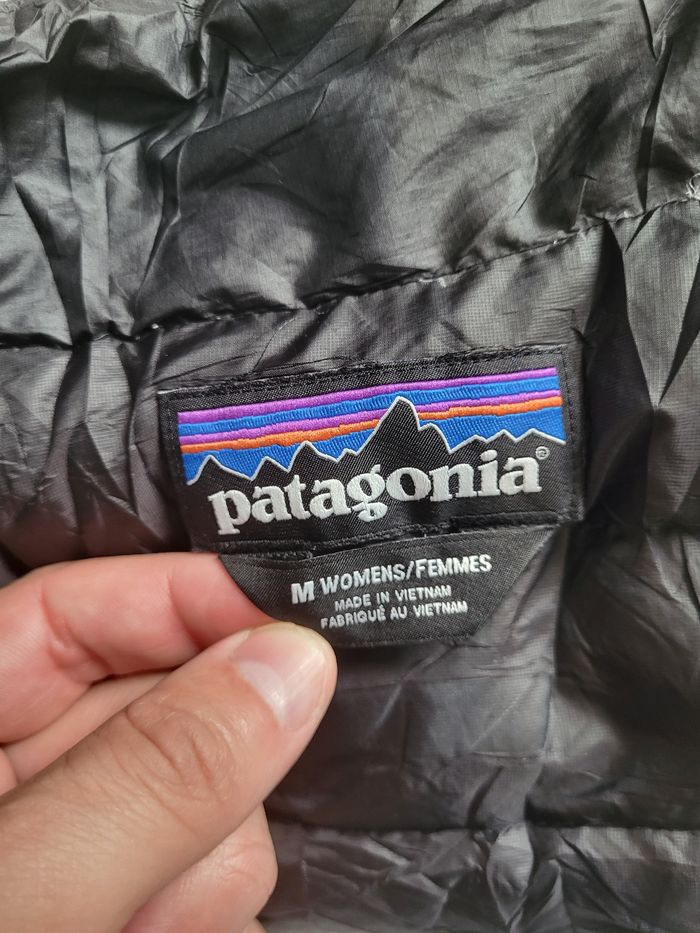 patagonia®
M WOMENS/FEMMES
MADE IN VIETNAM
FABRIQUÉ AU VIETNAM